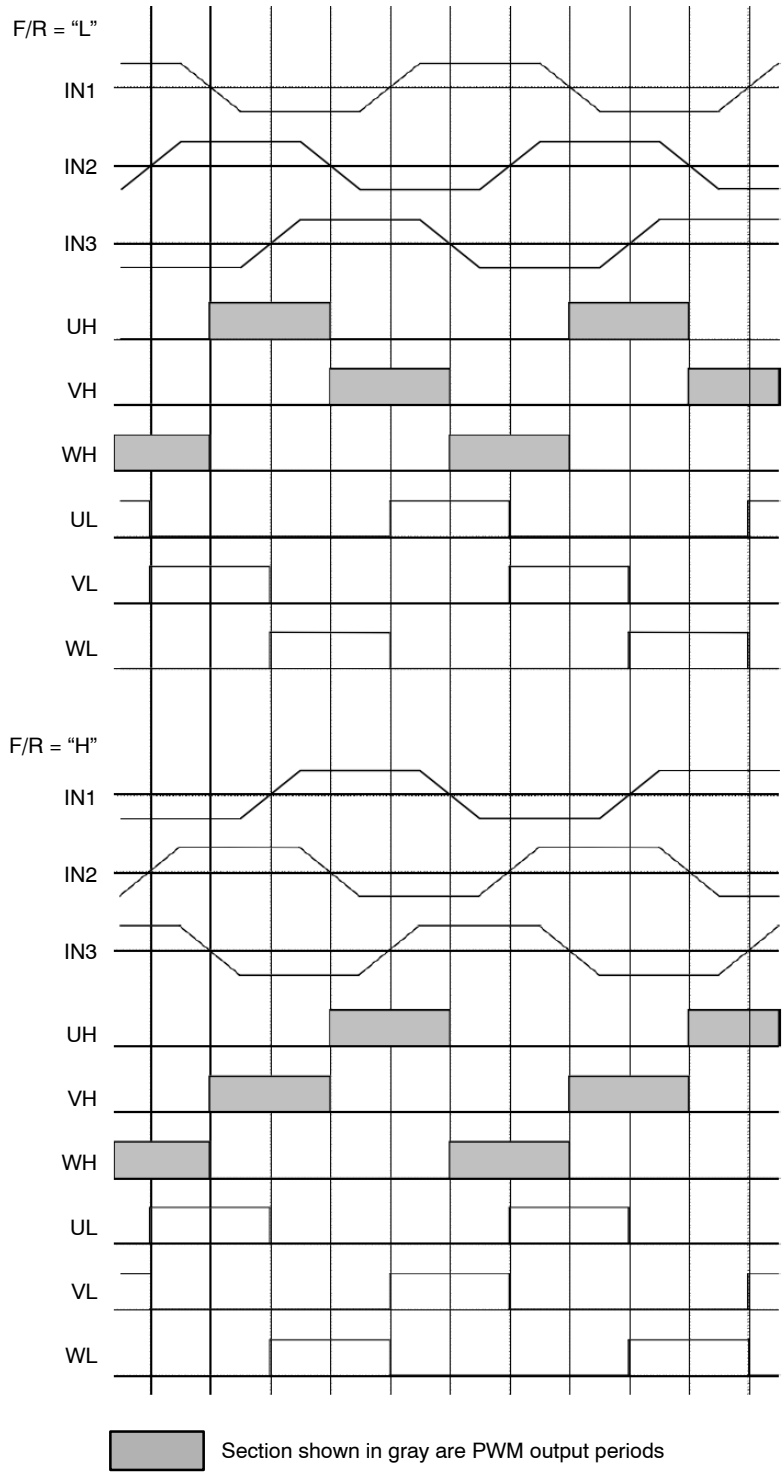 F/R = “L”
IN1
IN2
IN3
UH
VH
WH
UL
VL
WL
F/R = “H”
IN1
IN2
IN3
UH
VH
WH
UL
VL
WL
Section shown in gray are PWM output periods